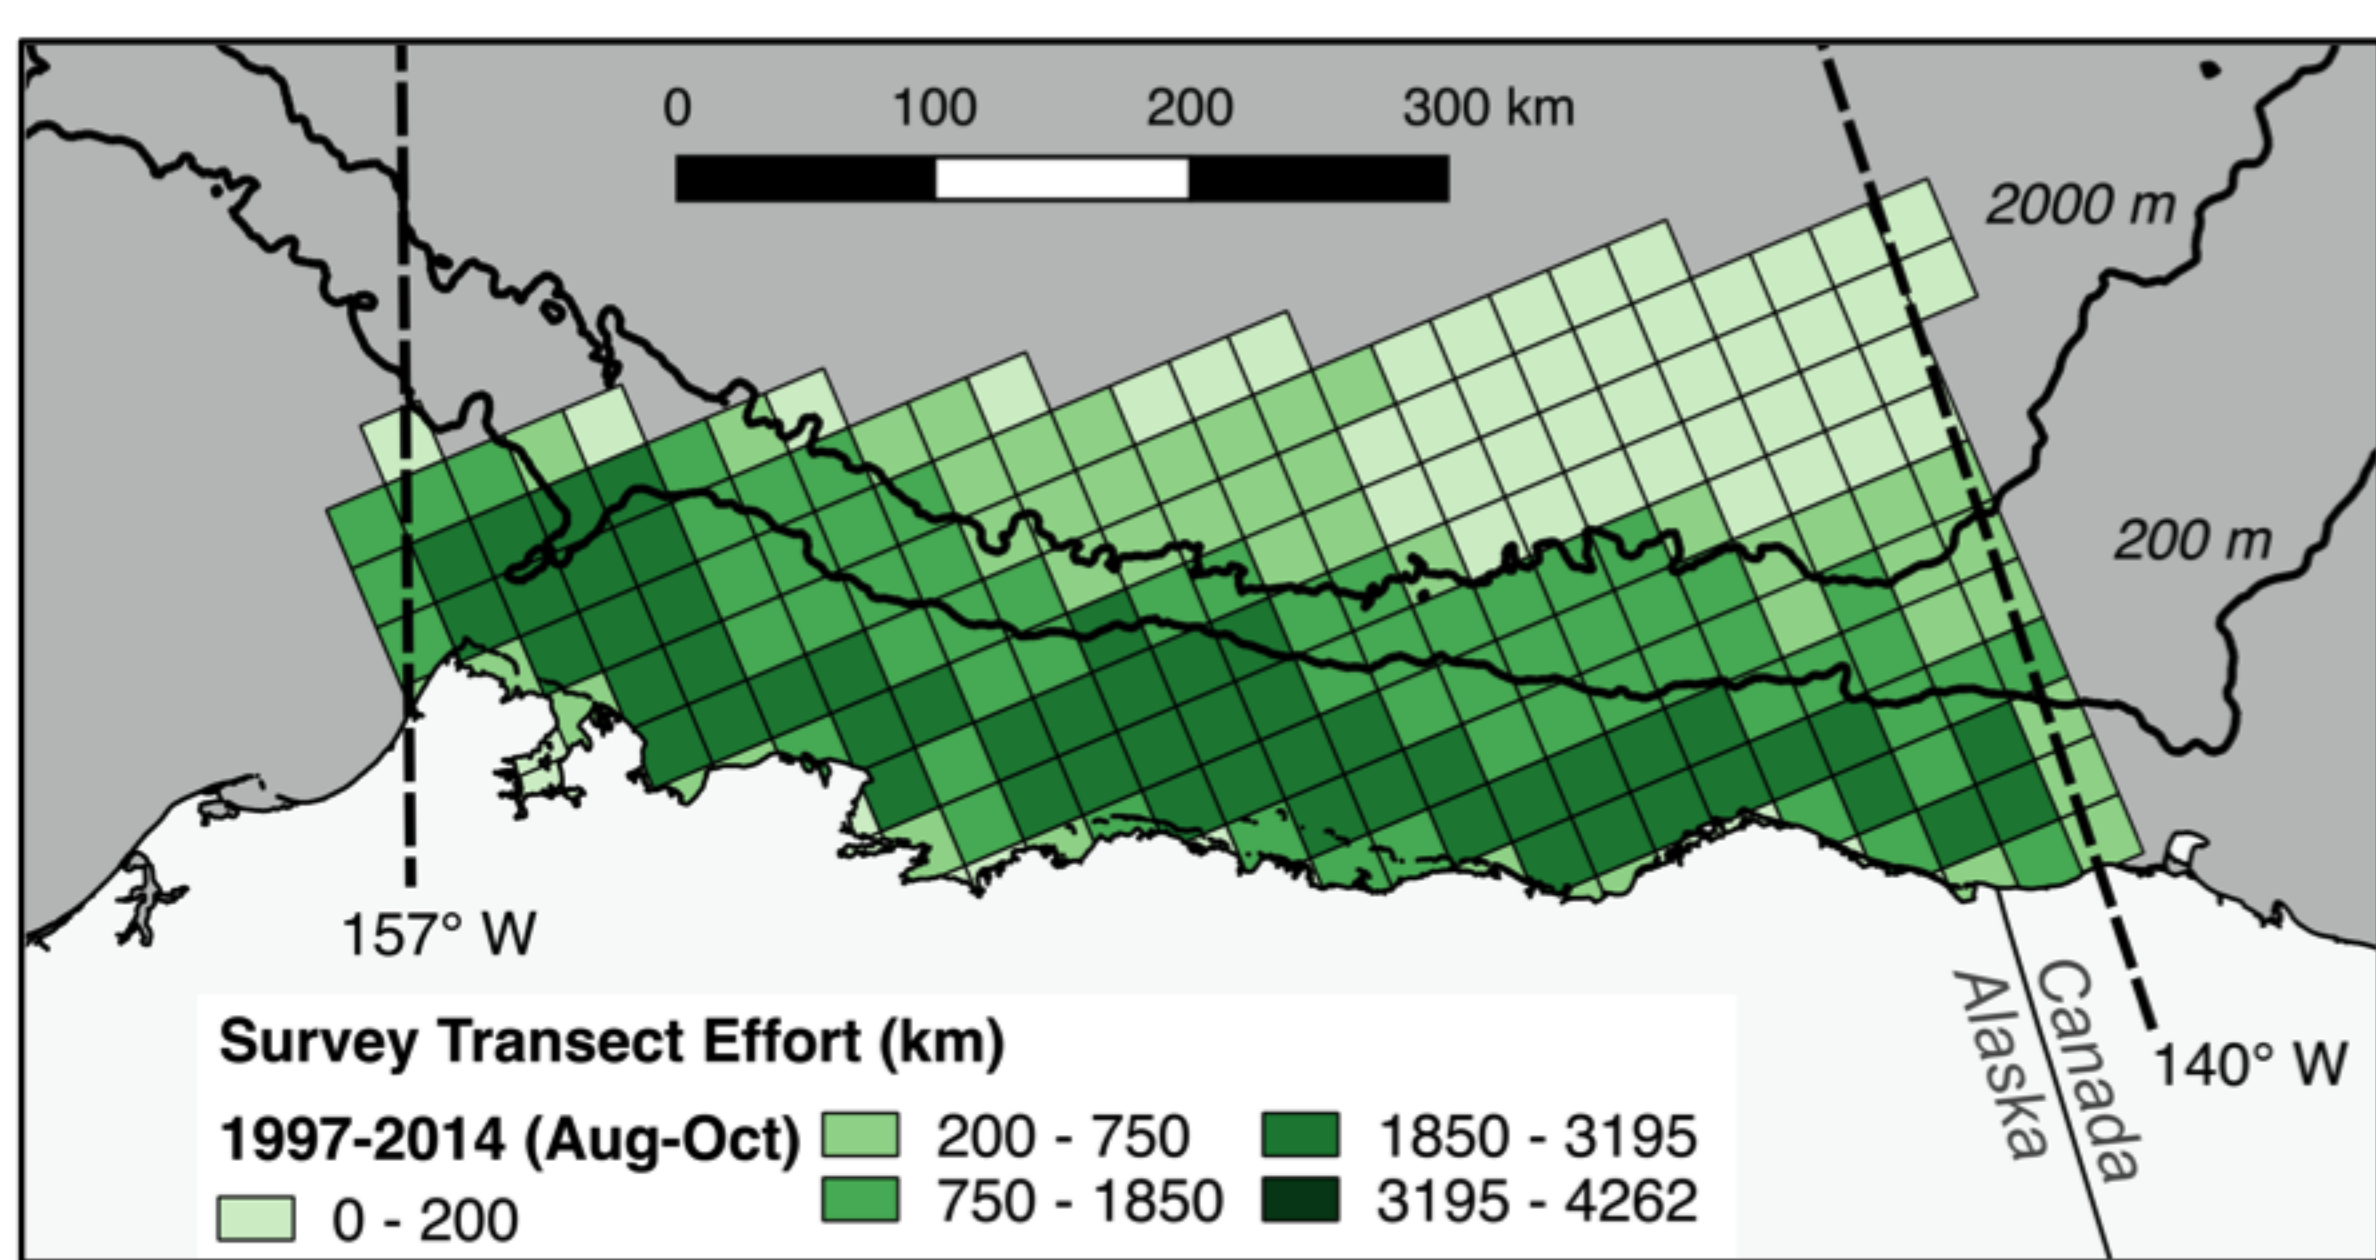 0 100 200 300 km
2000 m
200 m
157° W
140° W
Alaska
Canada
Survey Transect Effort (km)
1997-2014 (Aug-Oct)
0 - 200
200 - 750
750 - 1850
1850 - 3195
3195 - 4262